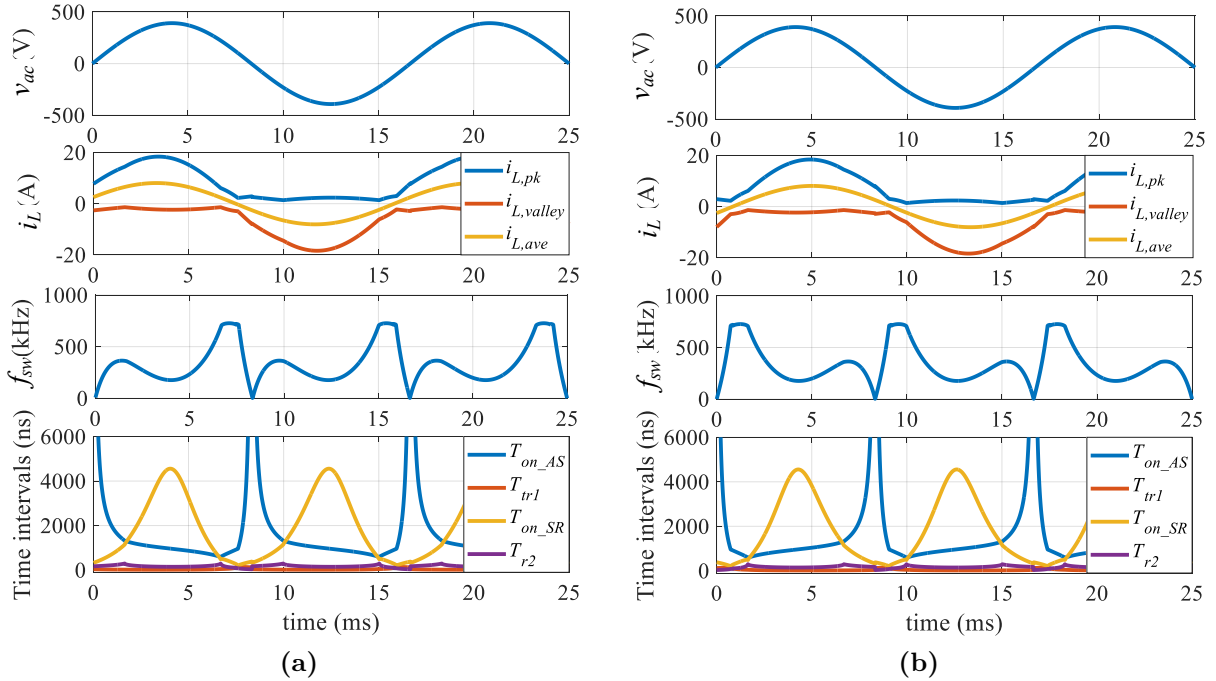 500
0
-500
v_ac (V)
0 5 10 15 20 25
20
0
-20
i_L (A)
i_L,pk
i_L,valley
i_L,ave
0 5 10 15 20 25
1000
500
0
f_sw(kHz)
0 5 10 15 20 25
6000
4000
2000
0
Time intervals (ns)
T_on_AS
T_tr1
T_on_SR
T_r2
0 5 10 15 20 25
time (ms)
(a)
500
0
-500
v_ac (V)
0 5 10 15 20 25
20
0
-20
i_L (A)
i_L,pk
i_L,valley
i_L,ave
0 5 10 15 20 25
1000
500
0
f_sw (kHz)
0 5 10 15 20 25
6000
4000
2000
0
Time intervals (ns)
T_on_AS
T_tr1
T_on_SR
T_r2
0 5 10 15 20 25
time (ms)
(b)